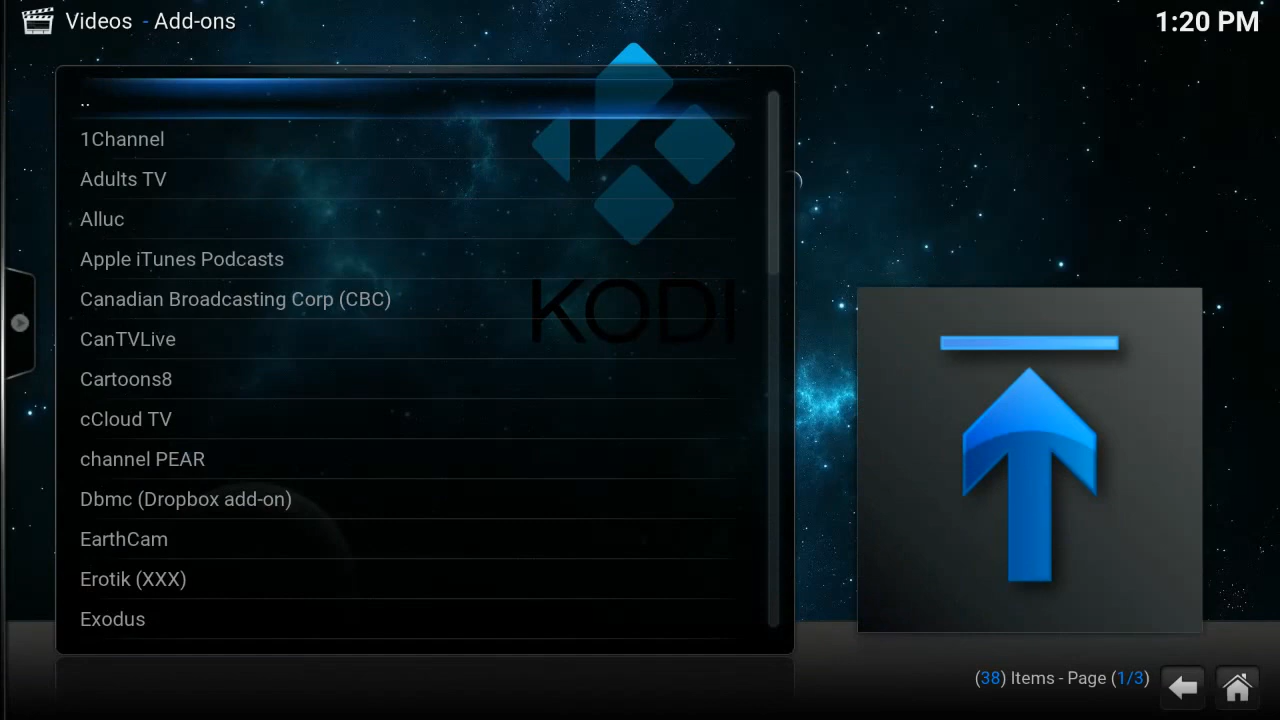 Videos - Add-ons
1:20 PM
..
1Channel
Adults TV
Alluc
Apple iTunes Podcasts
Canadian Broadcasting Corp (CBC)
KODI
CanTVLive
Cartoons8
cCloud TV
channel PEAR
Dbmc (Dropbox add-on)
EarthCam
Erotik (XXX)
Exodus
(38) Items - Page (1/3)